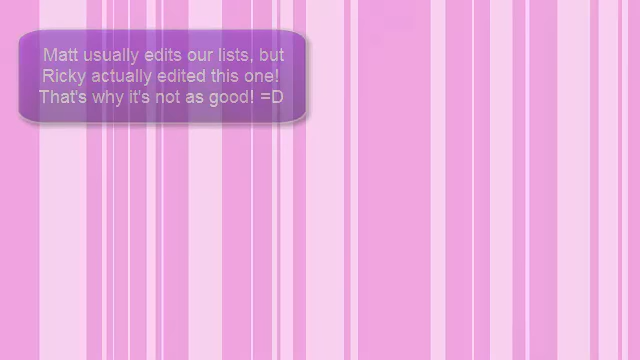 Matt usually edits our lists, but
Ricky actually edited this one!
That's why it's not as good! =D